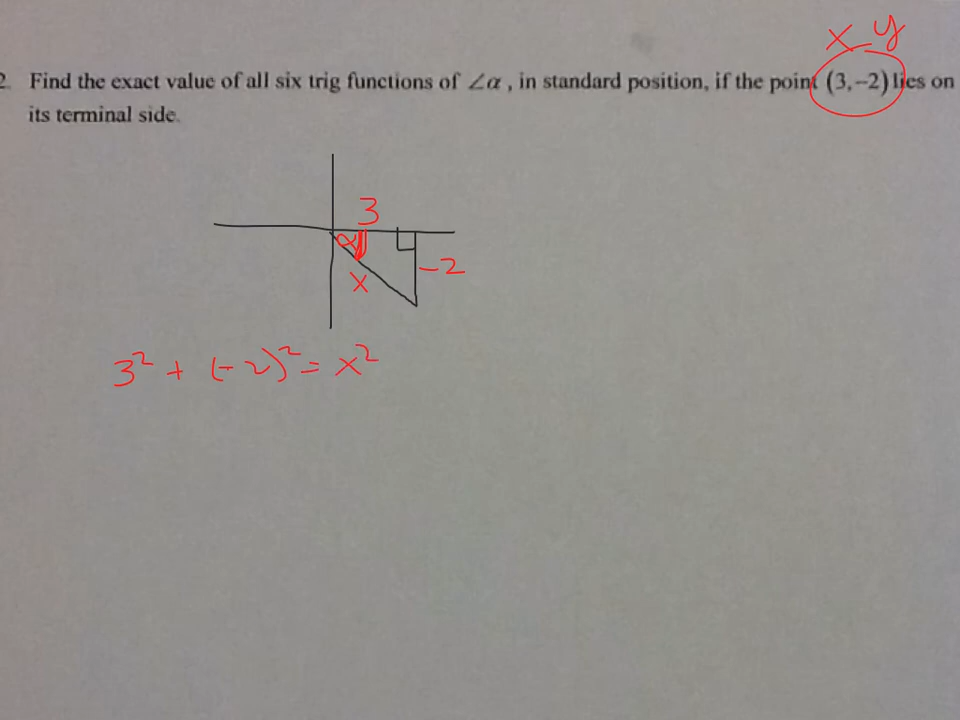 x y
2. Find the exact value of all six trig functions of ∠α, in standard position, if the point (3,−2) lies on
its terminal side.
3
α
−2
x
3² + (−2)² = x²